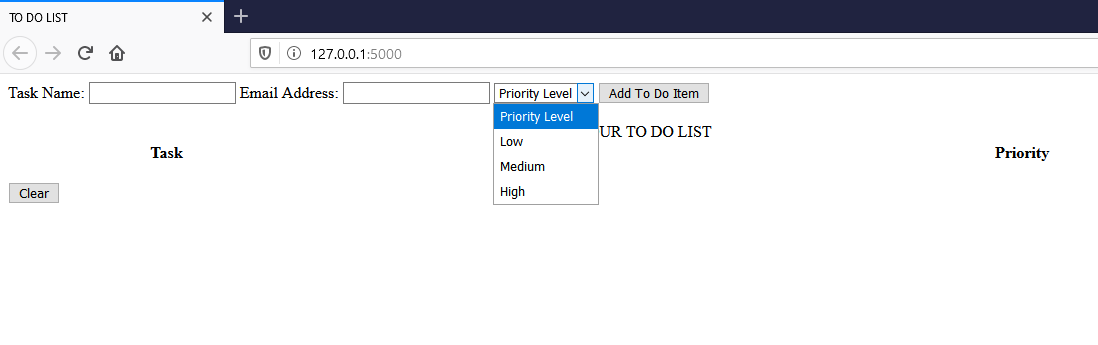 TO DO LIST
127.0.0.1:5000
Task Name: Email Address: Priority Level Add To Do Item
Priority Level
Low
Medium
High
UR TO DO LIST
Task Priority
Clear